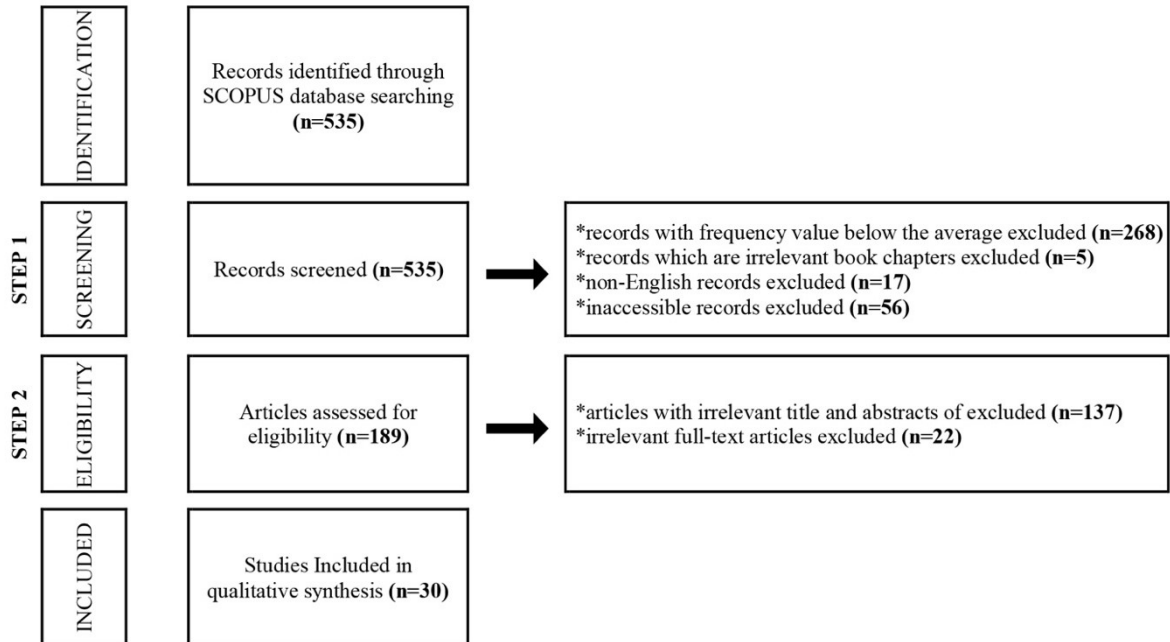 IDENTIFICATION
Records identified through
SCOPUS database searching
(n=535)
STEP 1
SCREENING
Records screened (n=535)
*records with frequency value below the average excluded (n=268)
*records which are irrelevant book chapters excluded (n=5)
*non-English records excluded (n=17)
*inaccessible records excluded (n=56)
STEP 2
ELIGIBILITY
Articles assessed for
eligibility (n=189)
*articles with irrelevant title and abstracts of excluded (n=137)
*irrelevant full-text articles excluded (n=22)
INCLUDED
Studies Included in
qualitative synthesis (n=30)